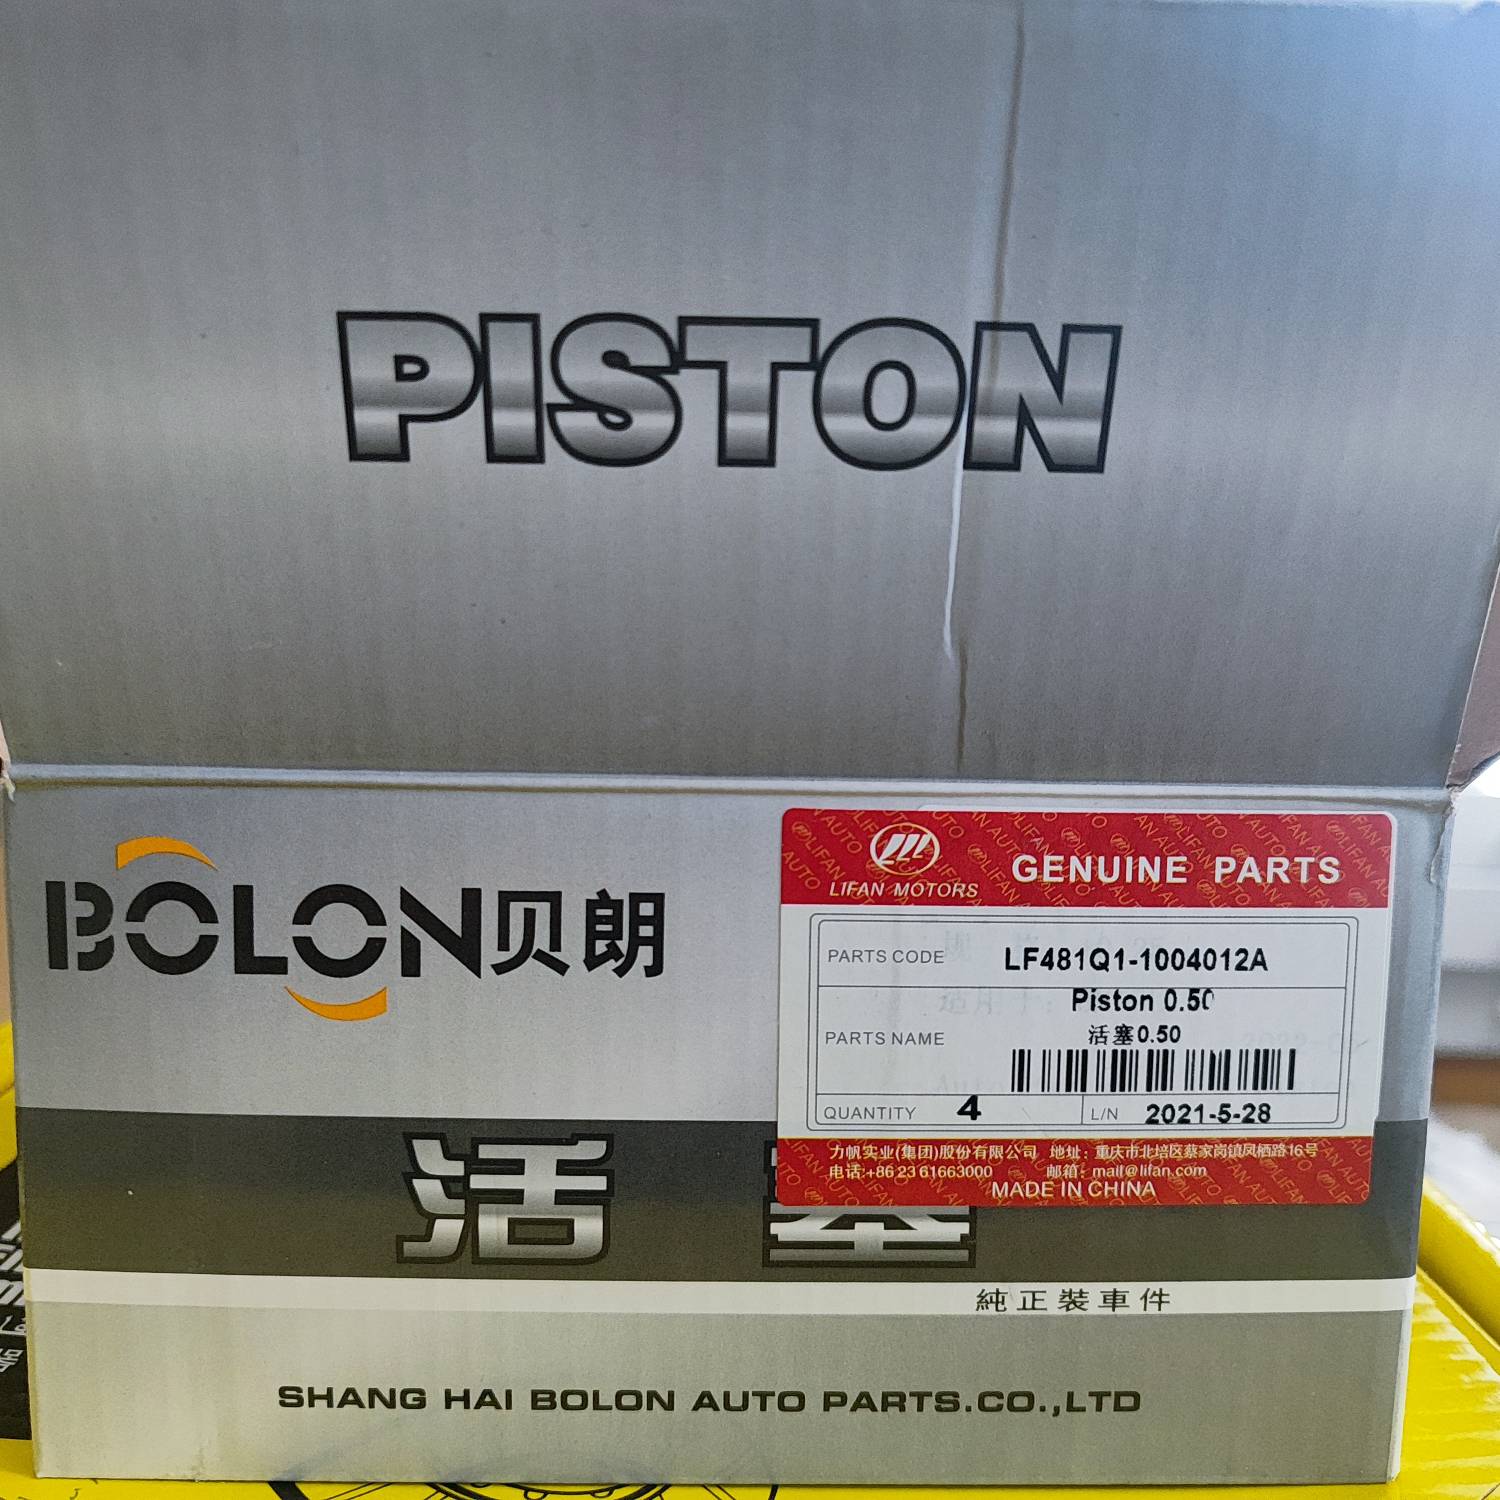 PISTON
BOLON贝朗
LIFAN MOTORS
GENUINE PARTS
PARTS CODE LF481Q1-1004012A
Piston 0.50
PARTS NAME 活塞0.50
QUANTITY 4 L/N 2021-5-28
力帆实业(集团)股份有限公司 地址：重庆市北培区蔡家岗镇凤栖路16号
电话:+86 23 61663000 邮箱：mail@lifan.com
MADE IN CHINA
活塞
純正裝車件
SHANG HAI BOLON AUTO PARTS.CO.,LTD